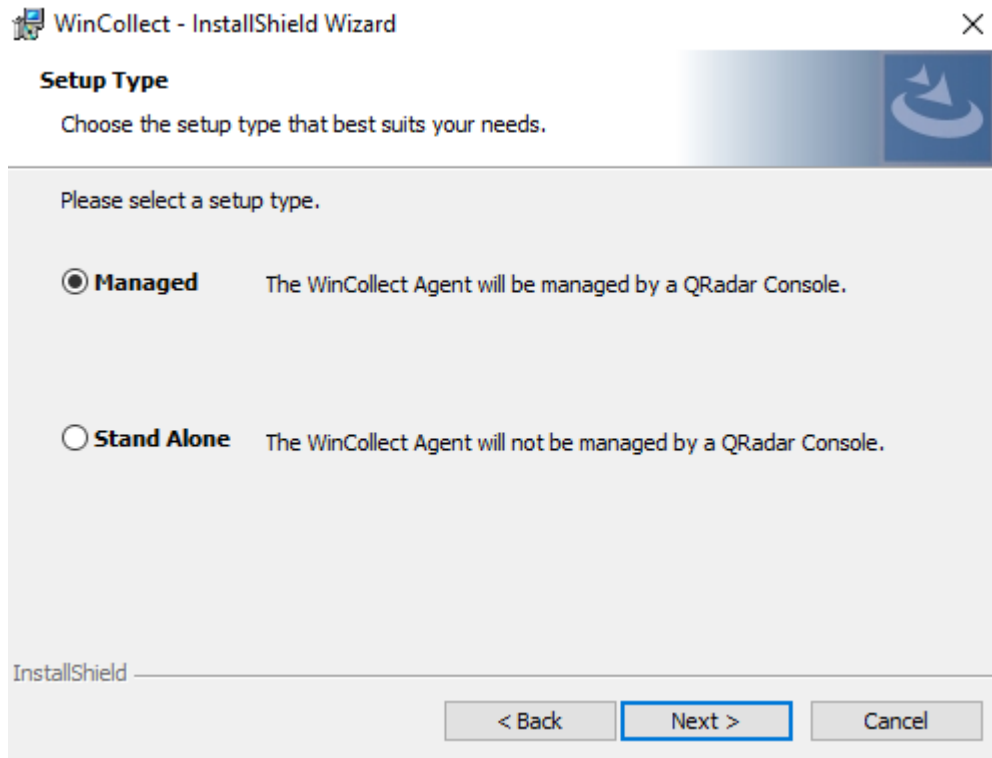 WinCollect - InstallShield Wizard
Setup Type
Choose the setup type that best suits your needs.
Please select a setup type.
Managed The WinCollect Agent will be managed by a QRadar Console.
Stand Alone The WinCollect Agent will not be managed by a QRadar Console.
InstallShield
< Back Next > Cancel